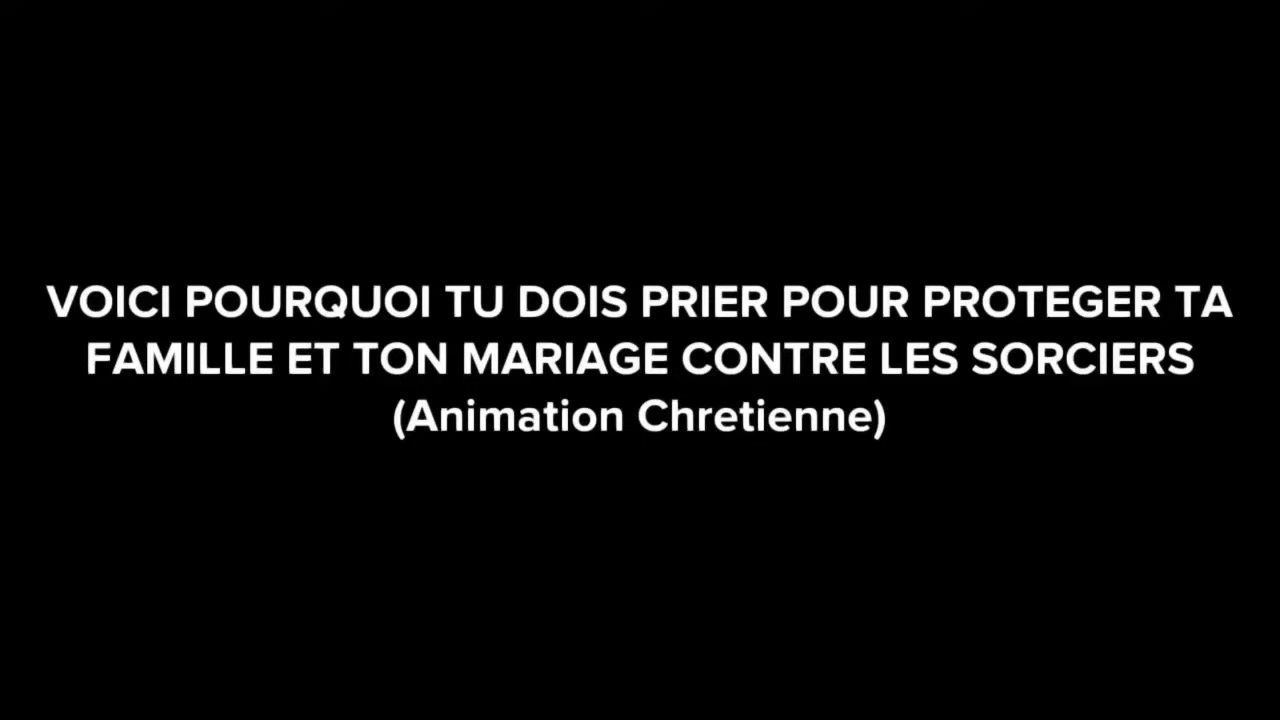 VOICI POURQUOI TU DOIS PRIER POUR PROTEGER TA
FAMILLE ET TON MARIAGE CONTRE LES SORCIERS
(Animation Chretienne)